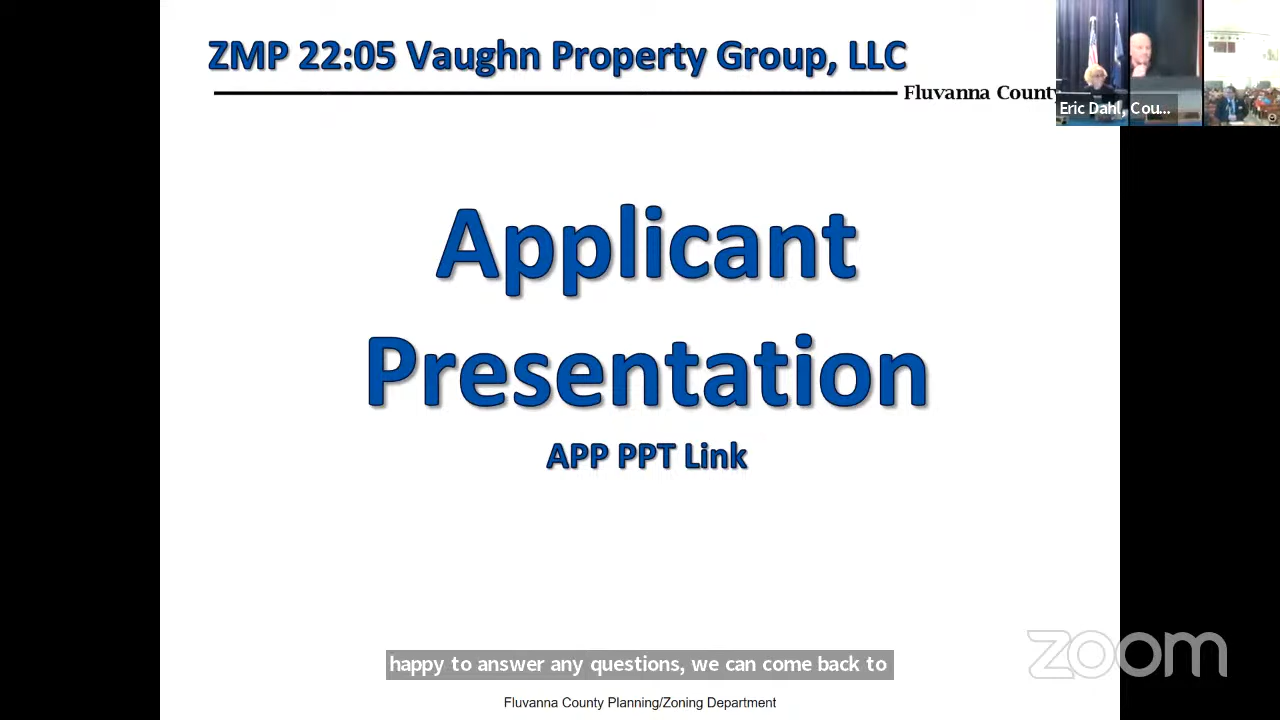 ZMP 22:05 Vaughn Property Group, LLC
Fluvanna County
Eric Dahl, Cou...
Applicant
Presentation
APP PPT Link
zoom
happy to answer any questions, we can come back to
Fluvanna County Planning/Zoning Department